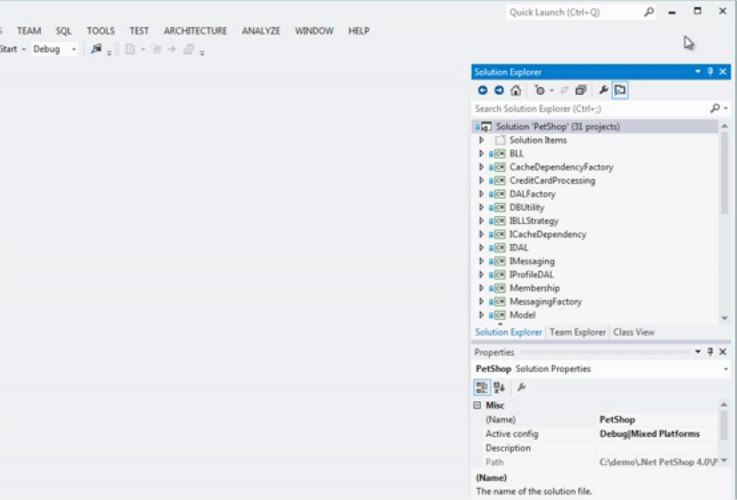 Quick Launch (Ctrl+Q)
TEAM SQL TOOLS TEST ARCHITECTURE ANALYZE WINDOW HELP
Start Debug
Solution Explorer
Search Solution Explorer (Ctrl+;)
Solution 'PetShop' (31 projects)
Solution Items
BLL
CacheDependencyFactory
CreditCardProcessing
DALFactory
DBUtility
IBLLStrategy
ICacheDependency
IDAL
IMessaging
IProfileDAL
Membership
MessagingFactory
Model
Solution Explorer Team Explorer Class View
Properties
PetShop Solution Properties
Misc
(Name) PetShop
Active config Debug|Mixed Platforms
Description
Path C:\demo\.Net PetShop 4.0\P
(Name)
The name of the solution file.